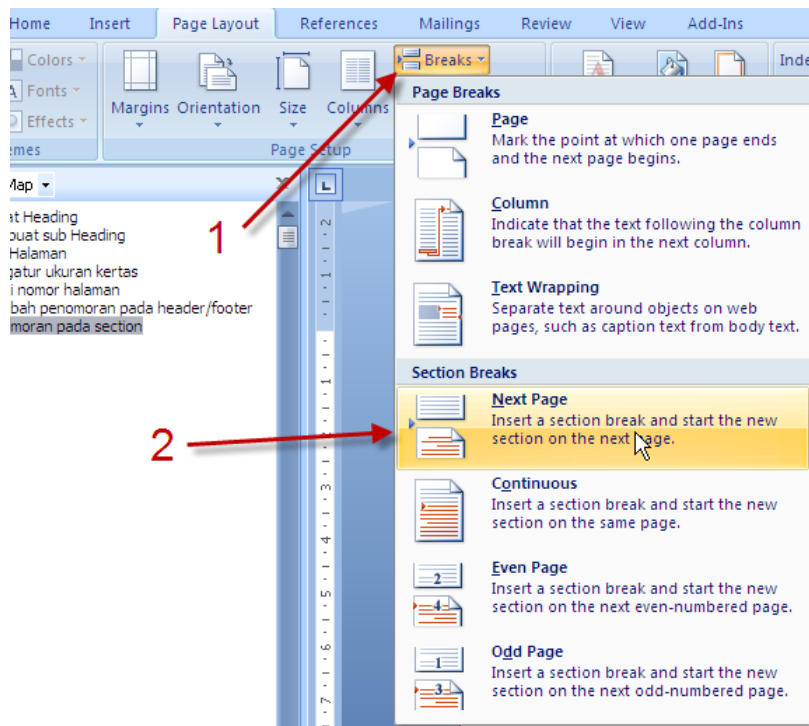 Home Insert Page Layout References Mailings Review View Add-Ins
Colors
Fonts
Effects
Margins Orientation Size Columns
Breaks
Page Setup
Map
at Heading
buat sub Heading
Halaman
gatur ukuran kertas
i nomor halaman
bah penomoran pada header/footer
moran pada section
1
2
L
Page Breaks
Page
Mark the point at which one page ends
and the next page begins.
Column
Indicate that the text following the column
break will begin in the next column.
Text Wrapping
Separate text around objects on web
pages, such as caption text from body text.
Section Breaks
Next Page
Insert a section break and start the new
section on the next page.
Continuous
Insert a section break and start the new
section on the same page.
Even Page
Insert a section break and start the new
section on the next even-numbered page.
Odd Page
Insert a section break and start the new
section on the next odd-numbered page.